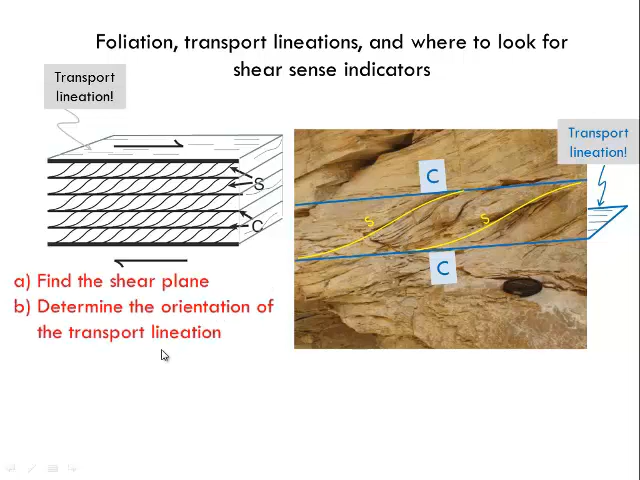 Foliation, transport lineations, and where to look for
shear sense indicators
Transport
lineation!
S
C
a) Find the shear plane
b) Determine the orientation of
the transport lineation
Transport
lineation!
C
S
S
C